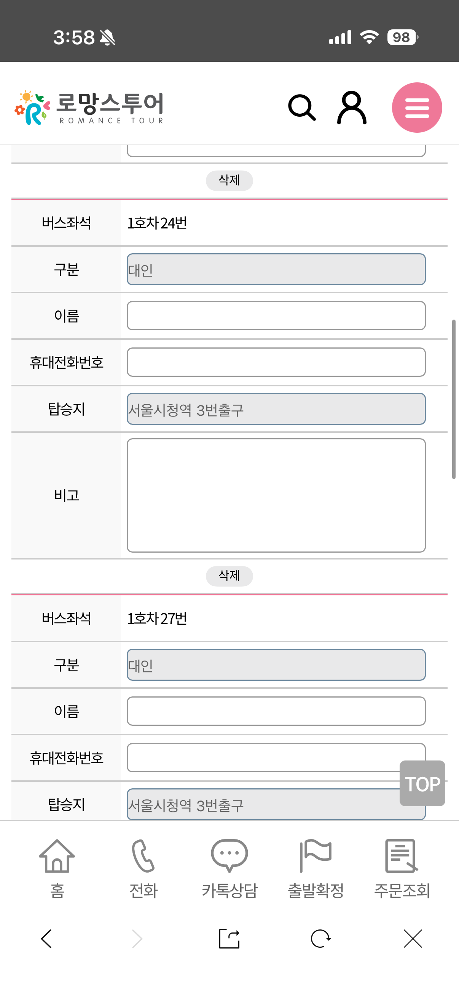 3:58
98
로망스투어
ROMANCE TOUR
삭제
버스좌석 1호차 24번
구분 대인
이름
휴대전화번호
탑승지 서울시청역 3번출구
비고
삭제
버스좌석 1호차 27번
구분 대인
이름
휴대전화번호
TOP
탑승지 서울시청역 3번출구
홈 전화 카톡상담 출발확정 주문조회